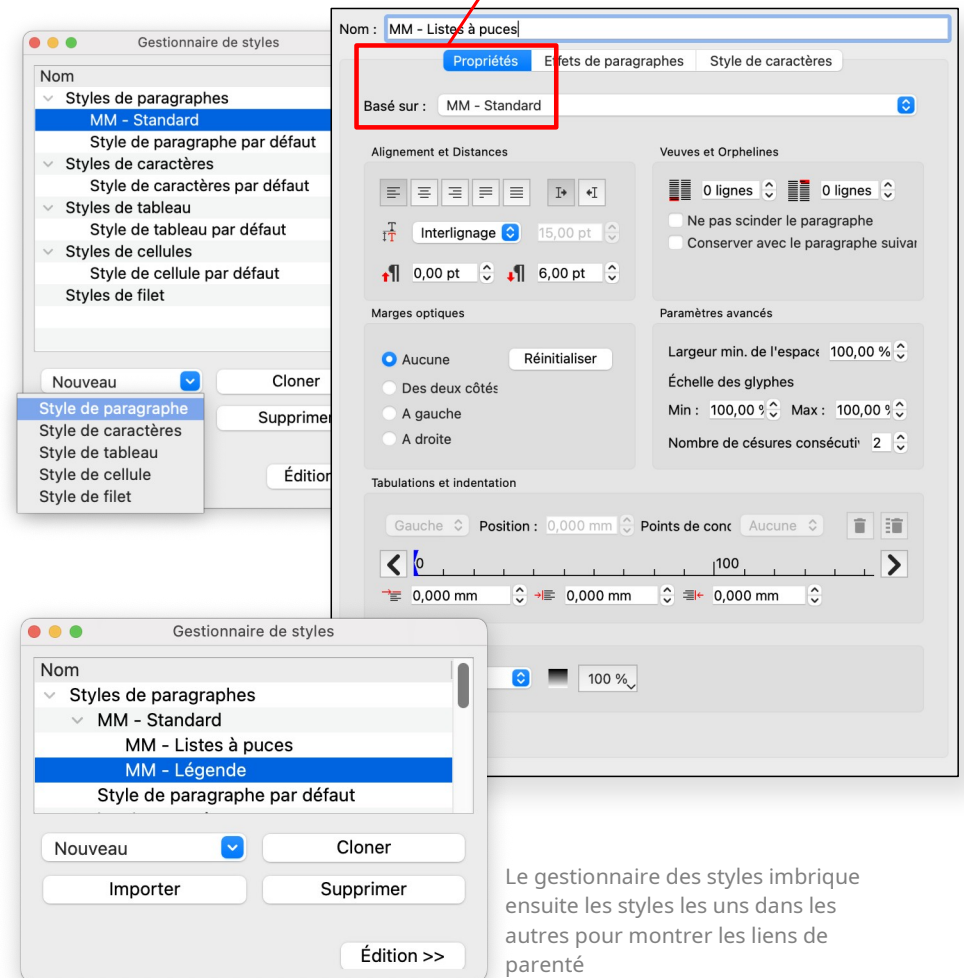 Gestionnaire de styles
Nom
Styles de paragraphes
MM - Standard
Style de paragraphe par défaut
Styles de caractères
Style de caractères par défaut
Styles de tableau
Style de tableau par défaut
Styles de cellules
Style de cellule par défaut
Styles de filet
Nouveau
Cloner
Style de paragraphe
Style de caractères
Style de tableau
Style de cellule
Style de filet
Supprimer
Édition
Nom : MM - Listes à puces
Propriétés Effets de paragraphes Style de caractères
Basé sur : MM - Standard
Alignement et Distances
Interlignage 15,00 pt
0,00 pt 6,00 pt
Veuves et Orphelines
0 lignes 0 lignes
Ne pas scinder le paragraphe
Conserver avec le paragraphe suivar
Marges optiques
Aucune Réinitialiser
Des deux côtés
A gauche
A droite
Paramètres avancés
Largeur min. de l'espace 100,00 %
Échelle des glyphes
Min : 100,00 % Max : 100,00 %
Nombre de césures consécuti 2
Tabulations et indentation
Gauche Position : 0,000 mm Points de conc Aucune
0 100
0,000 mm 0,000 mm 0,000 mm
100 %
Gestionnaire de styles
Nom
Styles de paragraphes
MM - Standard
MM - Listes à puces
MM - Légende
Style de paragraphe par défaut
Nouveau Cloner
Importer Supprimer
Édition >>
Le gestionnaire des styles imbrique
ensuite les styles les uns dans les
autres pour montrer les liens de
parenté